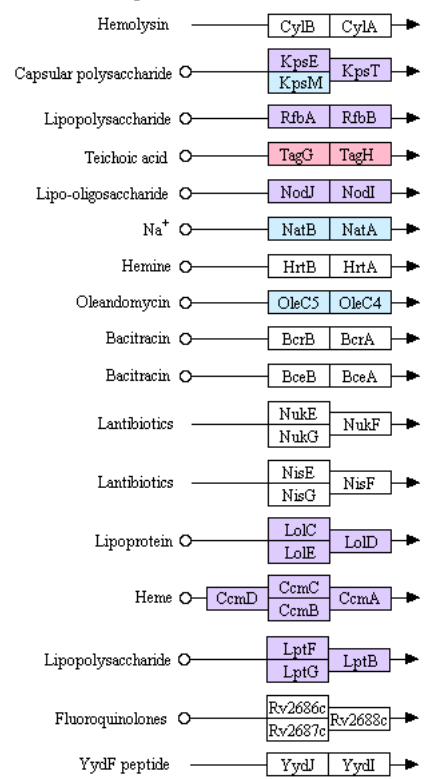 Hemolysin CylB CylA
Capsular polysaccharide KpsE KpsM KpsT
Lipopolysaccharide RfbA RfbB
Teichoic acid TagG TagH
Lipo-oligosaccharide NodJ NodI
Na+ NatB NatA
Hemine HrtB HrtA
Oleandomycin OleC5 OleC4
Bacitracin BcrB BcrA
Bacitracin BceB BceA
Lantibiotics NukE NukG NukF
Lantibiotics NisE NisG NisF
Lipoprotein LolC LolE LolD
Heme CcmD CcmC CcmB CcmA
Lipopolysaccharide LptF LptG LptB
Fluoroquinolones Rv2686c Rv2687c Rv2688c
YydF peptide YydJ YydI